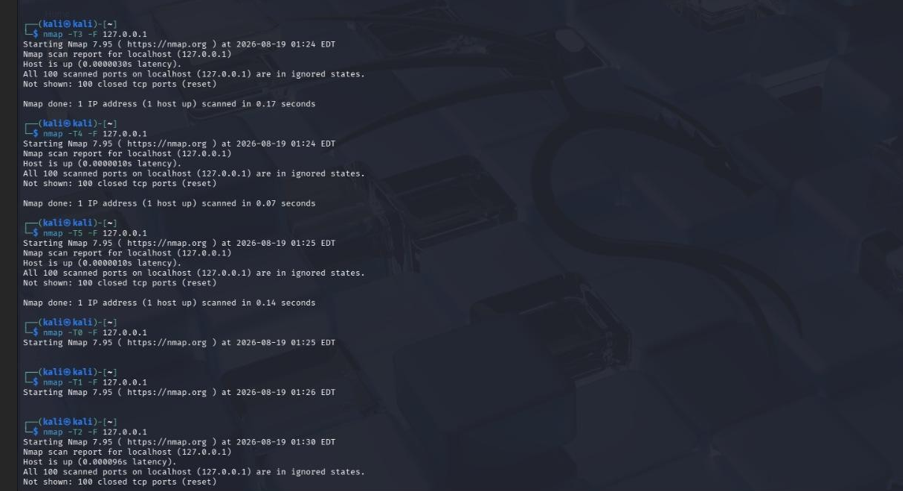 ┌──(kali㉿kali)-[~]
└─$ nmap -T3 -F 127.0.0.1
Starting Nmap 7.95 ( https://nmap.org ) at 2026-08-19 01:24 EDT
Nmap scan report for localhost (127.0.0.1)
Host is up (0.0000030s latency).
All 100 scanned ports on localhost (127.0.0.1) are in ignored states.
Not shown: 100 closed tcp ports (reset)
Nmap done: 1 IP address (1 host up) scanned in 0.17 seconds
┌──(kali㉿kali)-[~]
└─$ nmap -T4 -F 127.0.0.1
Starting Nmap 7.95 ( https://nmap.org ) at 2026-08-19 01:24 EDT
Nmap scan report for localhost (127.0.0.1)
Host is up (0.0000010s latency).
All 100 scanned ports on localhost (127.0.0.1) are in ignored states.
Not shown: 100 closed tcp ports (reset)
Nmap done: 1 IP address (1 host up) scanned in 0.07 seconds
┌──(kali㉿kali)-[~]
└─$ nmap -T5 -F 127.0.0.1
Starting Nmap 7.95 ( https://nmap.org ) at 2026-08-19 01:25 EDT
Nmap scan report for localhost (127.0.0.1)
Host is up (0.0000010s latency).
All 100 scanned ports on localhost (127.0.0.1) are in ignored states.
Not shown: 100 closed tcp ports (reset)
Nmap done: 1 IP address (1 host up) scanned in 0.14 seconds
┌──(kali㉿kali)-[~]
└─$ nmap -T0 -F 127.0.0.1
Starting Nmap 7.95 ( https://nmap.org ) at 2026-08-19 01:25 EDT
┌──(kali㉿kali)-[~]
└─$ nmap -T1 -F 127.0.0.1
Starting Nmap 7.95 ( https://nmap.org ) at 2026-08-19 01:26 EDT
┌──(kali㉿kali)-[~]
└─$ nmap -T2 -F 127.0.0.1
Starting Nmap 7.95 ( https://nmap.org ) at 2026-08-19 01:30 EDT
Nmap scan report for localhost (127.0.0.1)
Host is up (0.000096s latency).
All 100 scanned ports on localhost (127.0.0.1) are in ignored states.
Not shown: 100 closed tcp ports (reset)